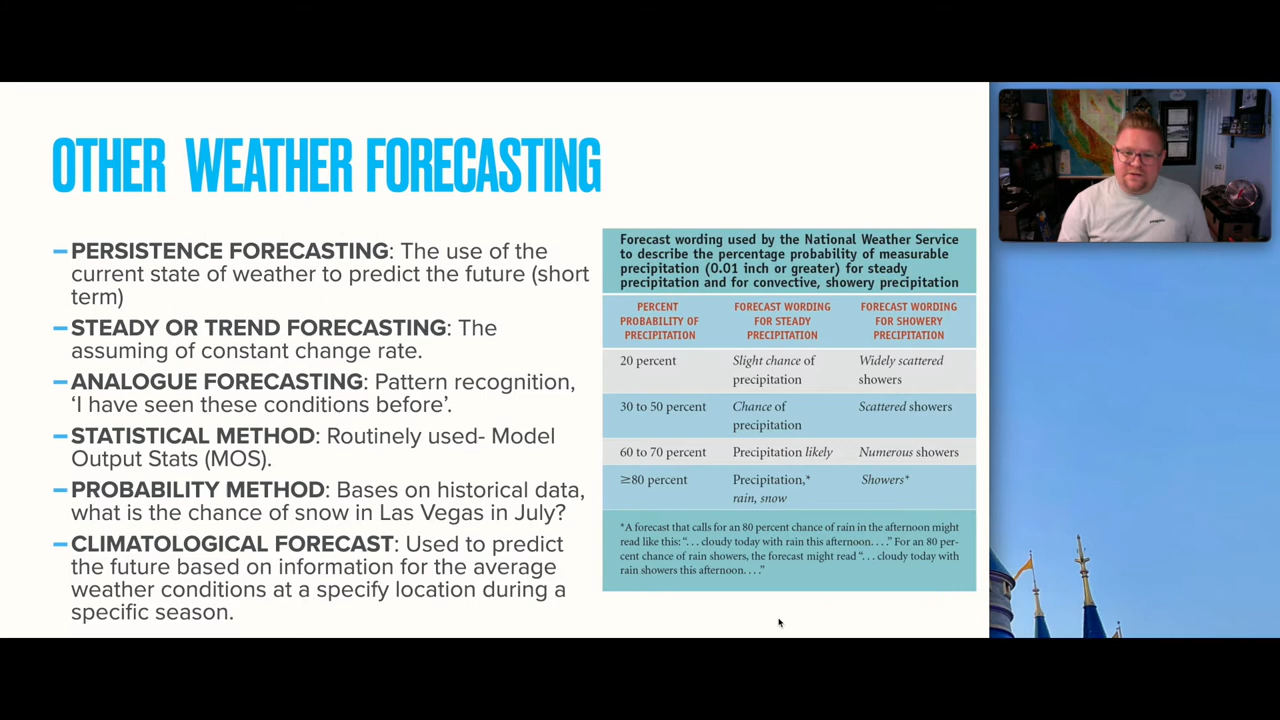 OTHER WEATHER FORECASTING
–PERSISTENCE FORECASTING: The use of the
current state of weather to predict the future (short
term)
–STEADY OR TREND FORECASTING: The
assuming of constant change rate.
–ANALOGUE FORECASTING: Pattern recognition,
‘I have seen these conditions before’.
–STATISTICAL METHOD: Routinely used- Model
Output Stats (MOS).
–PROBABILITY METHOD: Bases on historical data,
what is the chance of snow in Las Vegas in July?
–CLIMATOLOGICAL FORECAST: Used to predict
the future based on information for the average
weather conditions at a specify location during a
specific season.
Forecast wording used by the National Weather Service
to describe the percentage probability of measurable
precipitation (0.01 inch or greater) for steady
precipitation and for convective, showery precipitation
PERCENT FORECAST WORDING FORECAST WORDING
PROBABILITY OF FOR STEADY FOR SHOWERY
PRECIPITATION PRECIPITATION PRECIPITATION
20 percent Slight chance of Widely scattered
precipitation showers
30 to 50 percent Chance of Scattered showers
precipitation
60 to 70 percent Precipitation likely Numerous showers
≥80 percent Precipitation,* Showers*
rain, snow
*A forecast that calls for an 80 percent chance of rain in the afternoon might
read like this: “. . . cloudy today with rain this afternoon. . . .” For an 80 per-
cent chance of rain showers, the forecast might read “. . . cloudy today with
rain showers this afternoon. . . .”